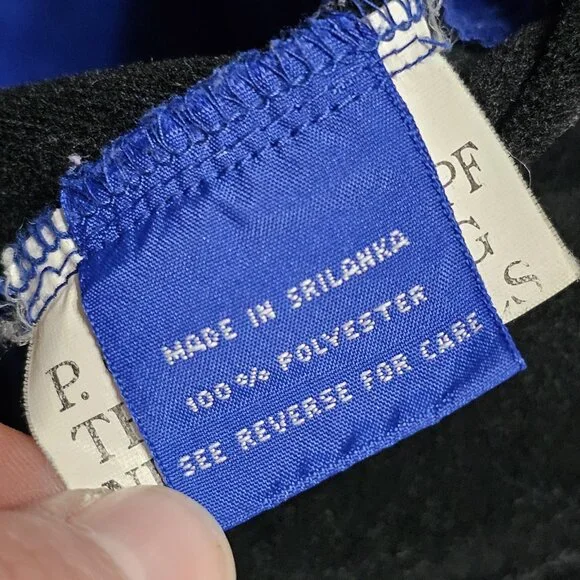 MADE IN SRILANKA
100% POLYESTER
SEE REVERSE FOR CARE
P.